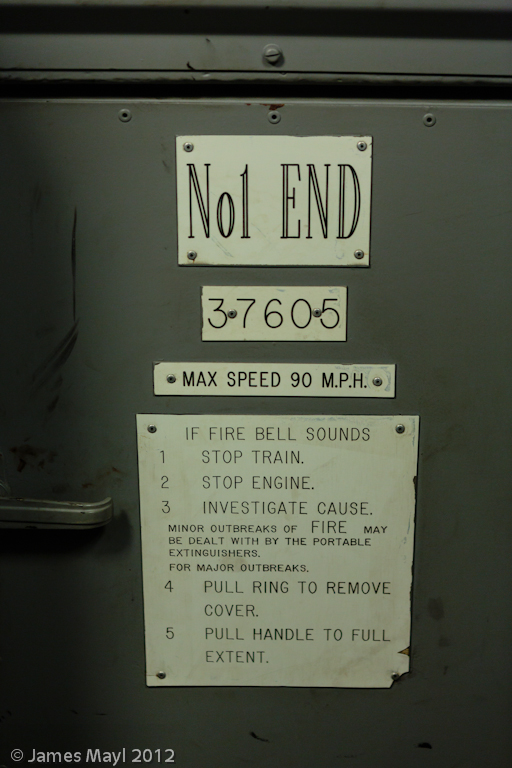 No1 END
37605
MAX SPEED 90 M.P.H.
IF FIRE BELL SOUNDS
1 STOP TRAIN.
2 STOP ENGINE.
3 INVESTIGATE CAUSE.
MINOR OUTBREAKS OF FIRE MAY
BE DEALT WITH BY THE PORTABLE
EXTINGUISHERS.
FOR MAJOR OUTBREAKS.
4 PULL RING TO REMOVE
COVER.
5 PULL HANDLE TO FULL
EXTENT.
© James Mayl 2012